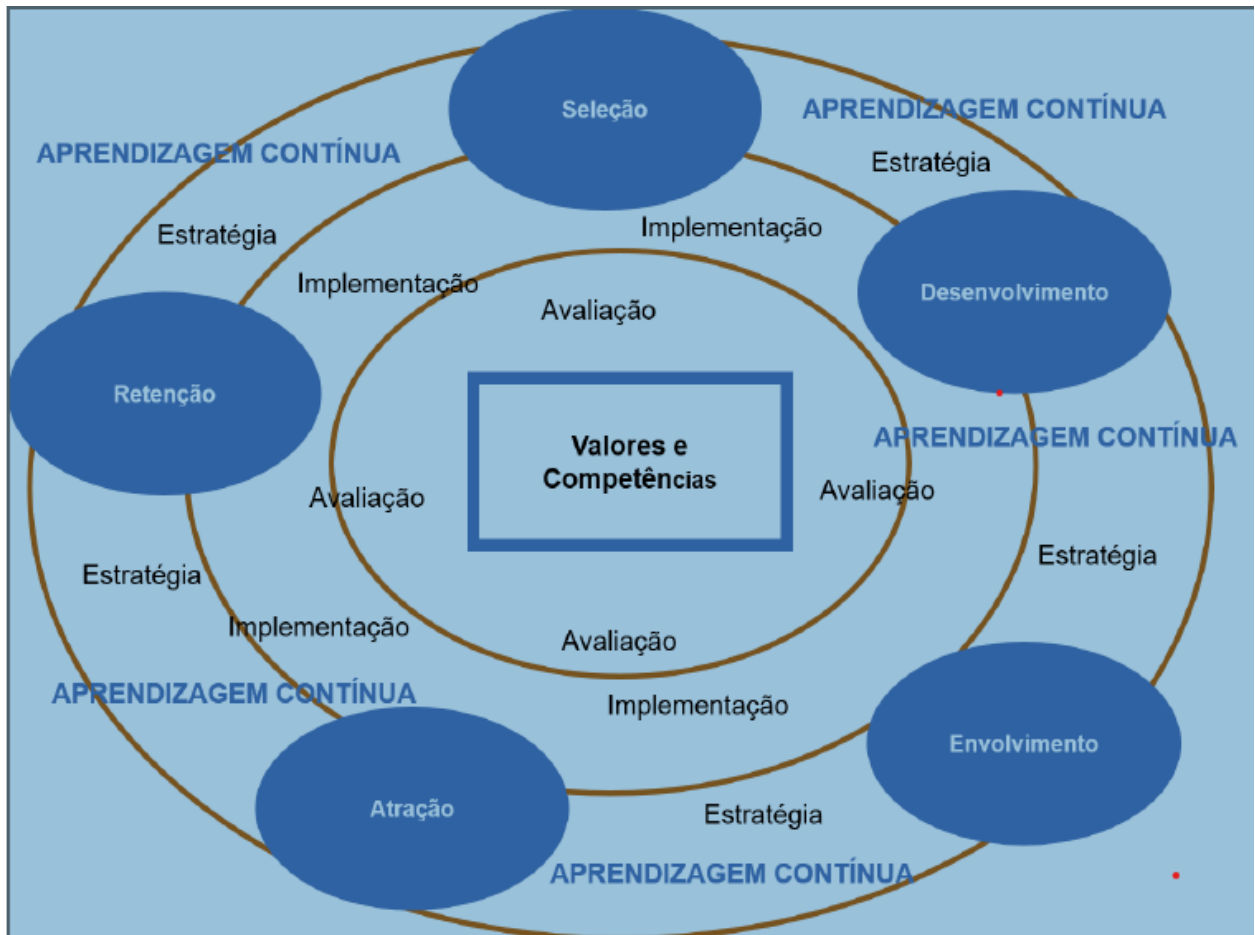 Seleção
APRENDIZAGEM CONTÍNUA
APRENDIZAGEM CONTÍNUA
Estratégia
Estratégia
Implementação
Implementação
Avaliação
Desenvolvimento
Retenção
Valores e
Competências
APRENDIZAGEM CONTÍNUA
Avaliação
Avaliação
Estratégia
Estratégia
Implementação
Avaliação
APRENDIZAGEM CONTÍNUA
Implementação
Envolvimento
Atração
Estratégia
APRENDIZAGEM CONTÍNUA